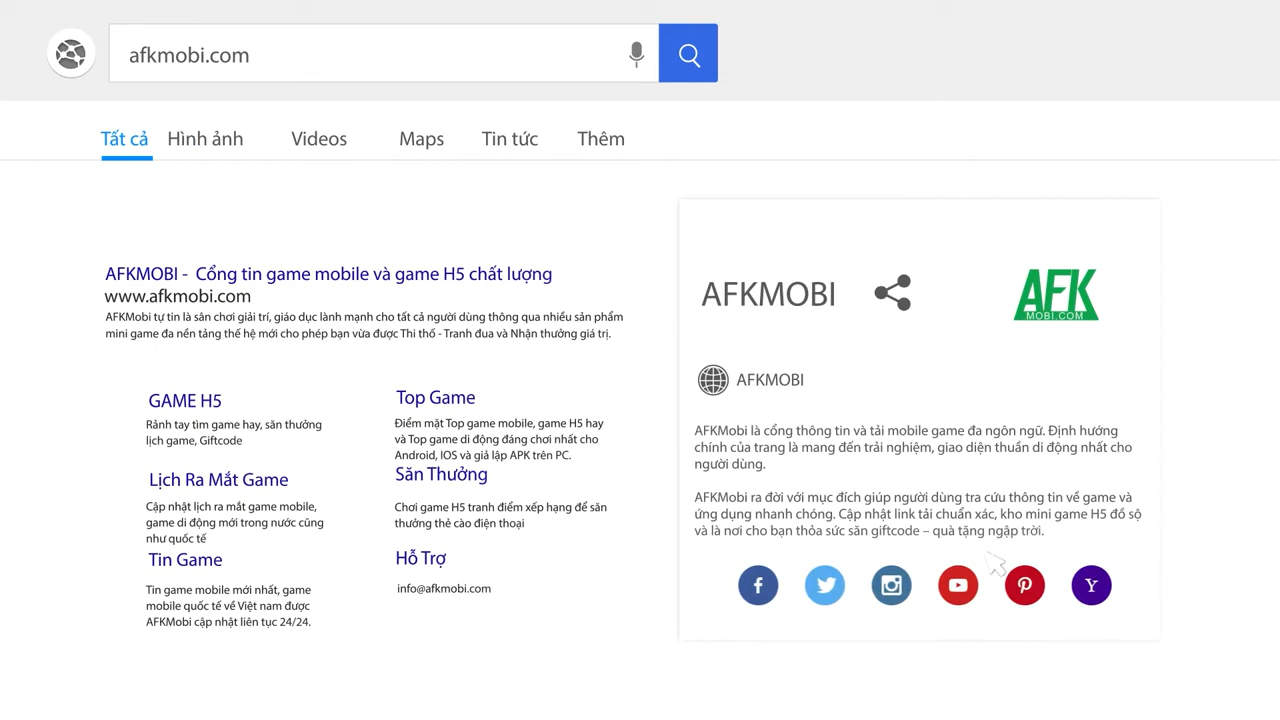 afkmobi.com
Tất cả Hình ảnh Videos Maps Tin tức Thêm
AFKMOBI - Cổng tin game mobile và game H5 chất lượng
www.afkmobi.com
AFKMobi tự tin là sân chơi giải trí, giáo dục lành mạnh cho tất cả người dùng thông qua nhiều sản phẩm
mini game đa nền tảng thế hệ mới cho phép bạn vừa được Thi thố - Tranh đua và Nhận thưởng giá trị.
GAME H5
Rảnh tay tìm game hay, săn thưởng
lịch game, Giftcode
Lịch Ra Mắt Game
Cập nhật lịch ra mắt game mobile,
game di động mới trong nước cũng
như quốc tế
Tin Game
Tin game mobile mới nhất, game
mobile quốc tế về Việt nam được
AFKMobi cập nhật liên tục 24/24.
Top Game
Điểm mặt Top game mobile, game H5 hay
và Top game di động đáng chơi nhất cho
Android, IOS và giả lập APK trên PC.
Săn Thưởng
Chơi game H5 tranh điểm xếp hạng để săn
thưởng thẻ cào điện thoại
Hỗ Trợ
info@afkmobi.com
AFKMOBI
AFK
MOBI.COM
AFKMOBI
AFKMobi là cổng thông tin và tải mobile game đa ngôn ngữ. Định hướng
chính của trang là mang đến trải nghiệm, giao diện thuần di động nhất cho
người dùng.
AFKMobi ra đời với mục đích giúp người dùng tra cứu thông tin về game và
ứng dụng nhanh chóng. Cập nhật link tải chuẩn xác, kho mini game H5 đồ sộ
và là nơi cho bạn thỏa sức săn giftcode – quà tặng ngập trời.